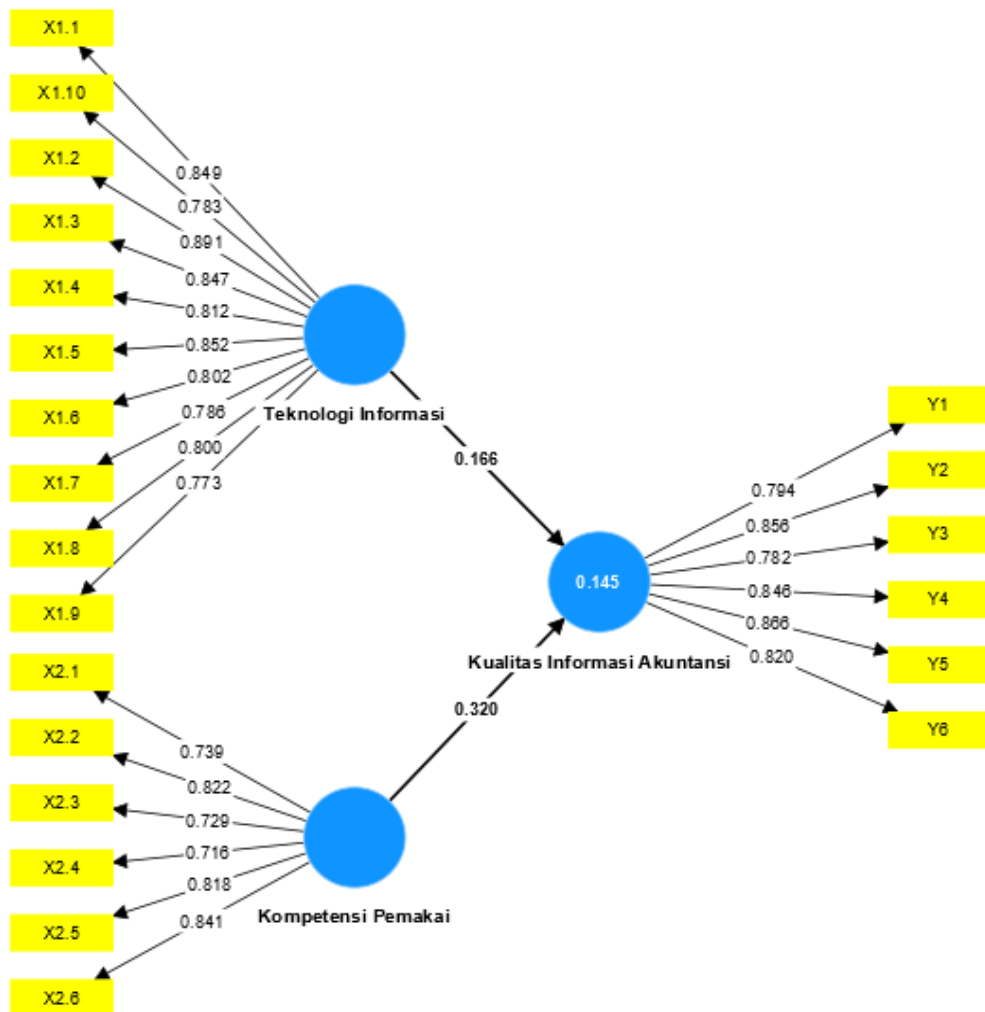 X1.1
X1.10
X1.2
X1.3
X1.4
X1.5
X1.6
X1.7
X1.8
X1.9
0.849
0.783
0.891
0.847
0.812
0.852
0.802
0.786
0.800
0.773
Teknologi Informasi
0.166
X2.1
X2.2
X2.3
X2.4
X2.5
X2.6
0.739
0.822
0.729
0.716
0.818
0.841
Kompetensi Pemakai
0.320
0.145
Kualitas Informasi Akuntansi
0.794
0.856
0.782
0.846
0.866
0.820
Y1
Y2
Y3
Y4
Y5
Y6